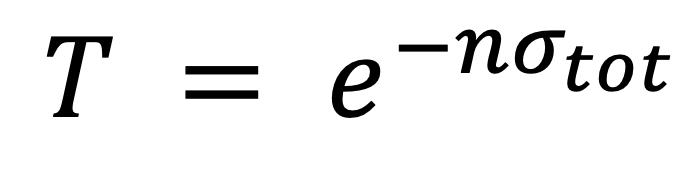 T = e^{-nσ_{tot}}